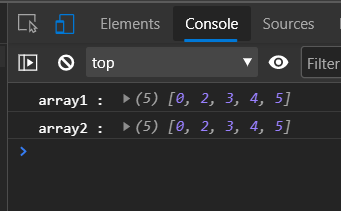 Elements Console Sources
top Filter
array1 : (5) [0, 2, 3, 4, 5]
array2 : (5) [0, 2, 3, 4, 5]